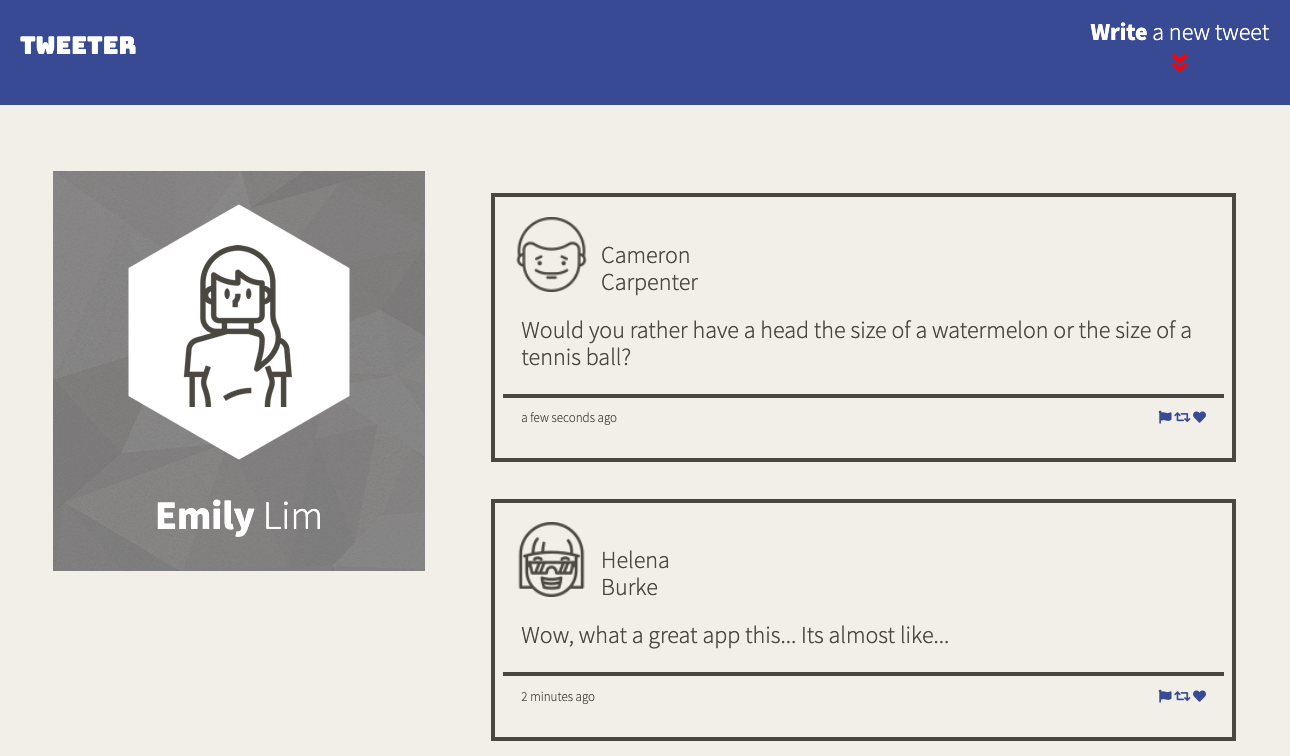 TWEETER
Write a new tweet
Emily Lim
Cameron
Carpenter
Would you rather have a head the size of a watermelon or the size of a
tennis ball?
a few seconds ago
Helena
Burke
Wow, what a great app this... Its almost like...
2 minutes ago